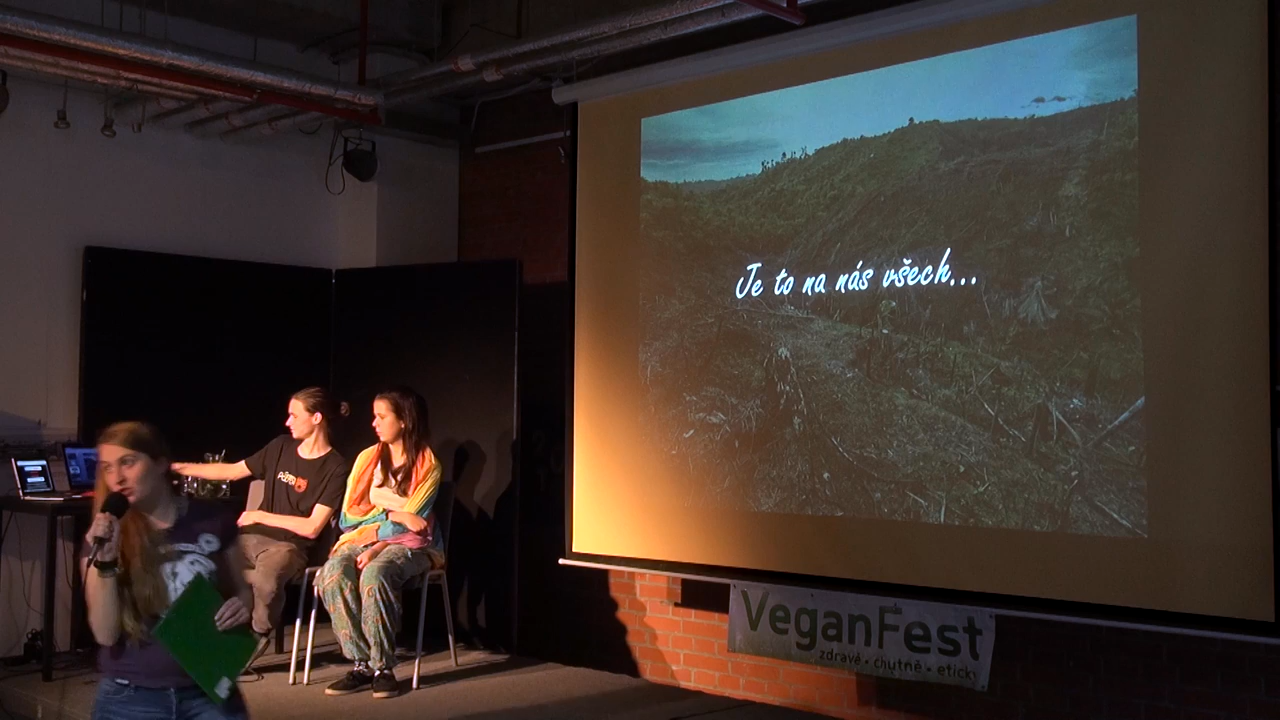 Je to na nás všech...
VeganFest
zdravě • chutně • eticky